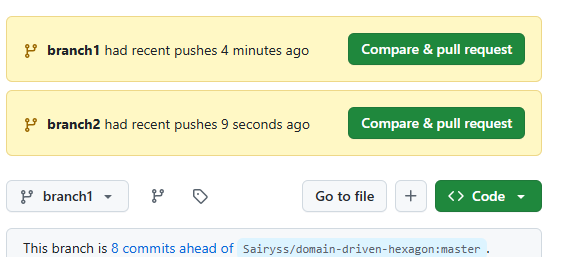 branch1 had recent pushes 4 minutes ago
Compare & pull request
branch2 had recent pushes 9 seconds ago
Compare & pull request
branch1
Go to file
Code
This branch is 8 commits ahead of Sairyss/domain-driven-hexagon:master.